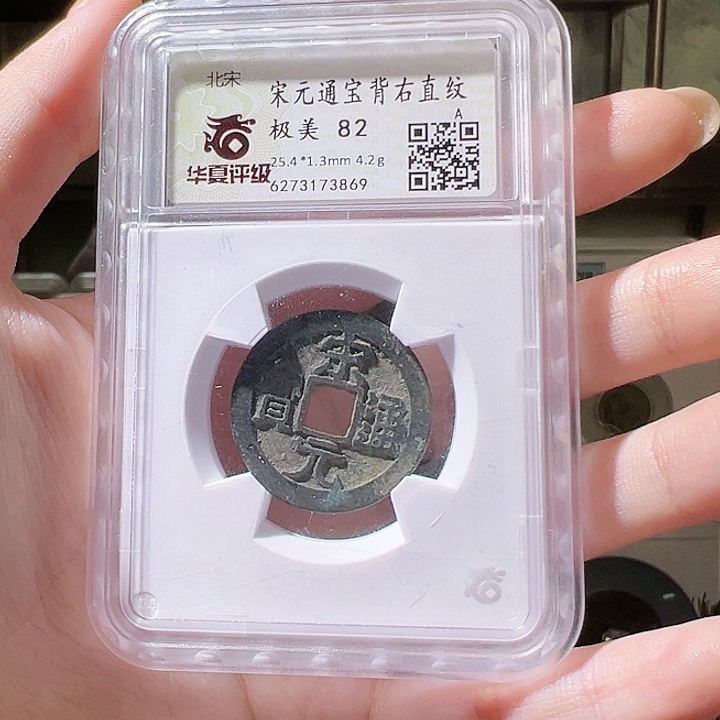 北宋
宋元通宝背右直纹
极美 82
A
25.4*1.3mm 4.2g
华夏评级
6273173869
宋元通寶